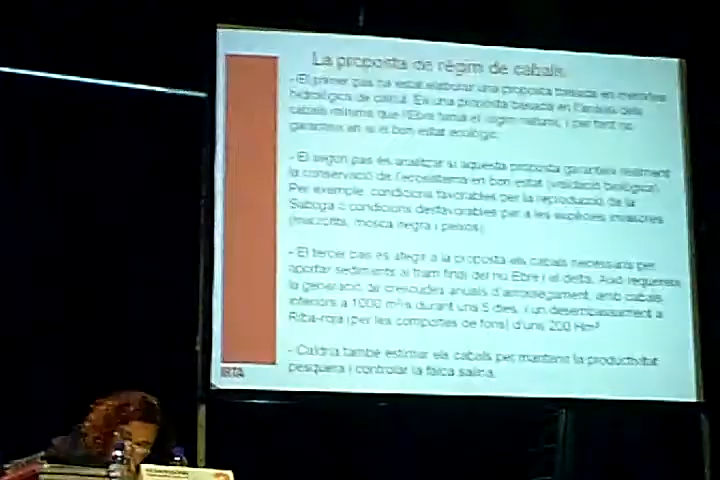 La proposta de règim de cabals.
- El primer pas ha estat elaborar una proposta basada en mètodes
hidrològics de càlcul. És una proposta basada en l'anàlisi dels
cabals mínims que l'Ebre tenia el règim natural, i per tant no
garanteix en si el bon estat ecològic.
- El segon pas és analitzar si aquesta proposta garanteix realment
la conservació de l'ecosistema en bon estat (validació biològica).
Per exemple, condicions favorables per la reproducció de la
Saboga o condicions desfavorables per a les espècies invasores
(macròfits, mosca negra i peixos).
- El tercer pas és afegir a la proposta els cabals necessaris per
aportar sediments al tram final del riu Ebre i el delta. Això requereix
la generació de crescudes anuals d'arrossegament, amb cabals
inferiors a 1000 m³/s durant uns 5 dies, i un desembassament a
Riba-roja (per les comportes de fons) d'uns 200 Hm³
- Caldria també estimar els cabals per mantenir la productivitat
pesquera i controlar la falca salina.
IRTA